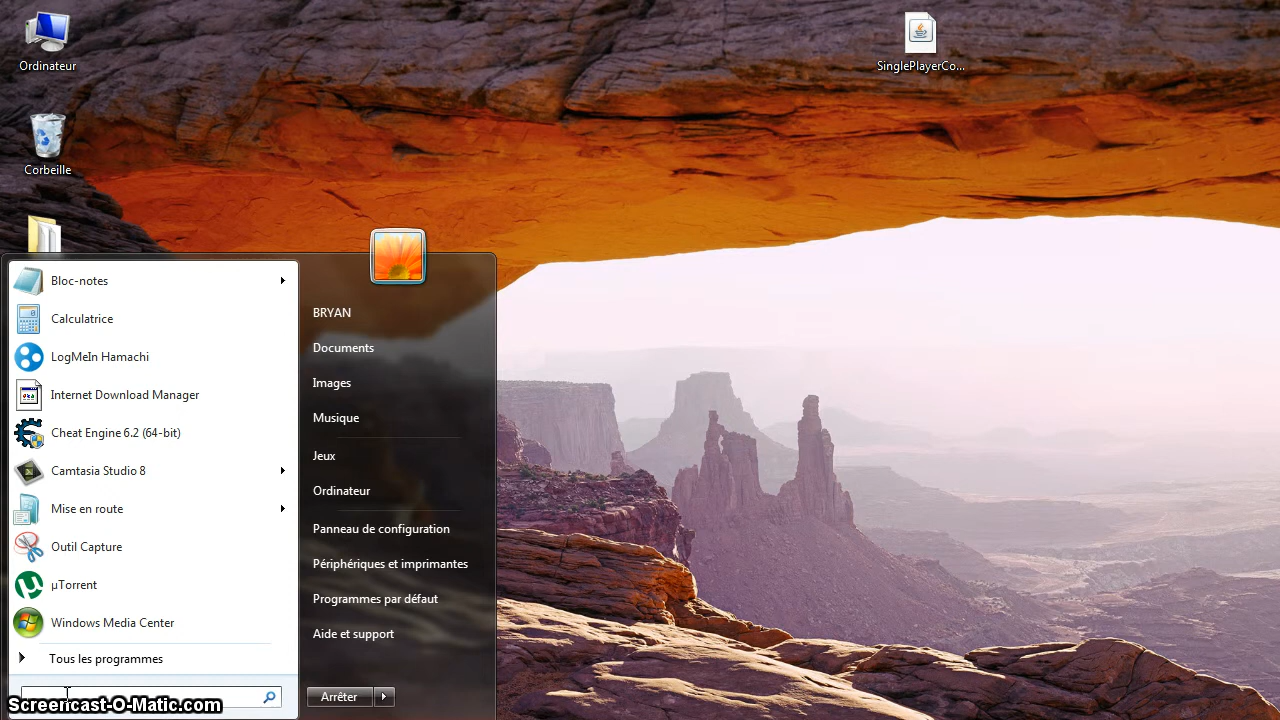 Ordinateur
SinglePlayerCo...
Corbeille
Bloc-notes
Calculatrice
LogMeIn Hamachi
Internet Download Manager
Cheat Engine 6.2 (64-bit)
Camtasia Studio 8
Mise en route
Outil Capture
µTorrent
Windows Media Center
Tous les programmes
BRYAN
Documents
Images
Musique
Jeux
Ordinateur
Panneau de configuration
Périphériques et imprimantes
Programmes par défaut
Aide et support
Arrêter
Screencast-O-Matic.com